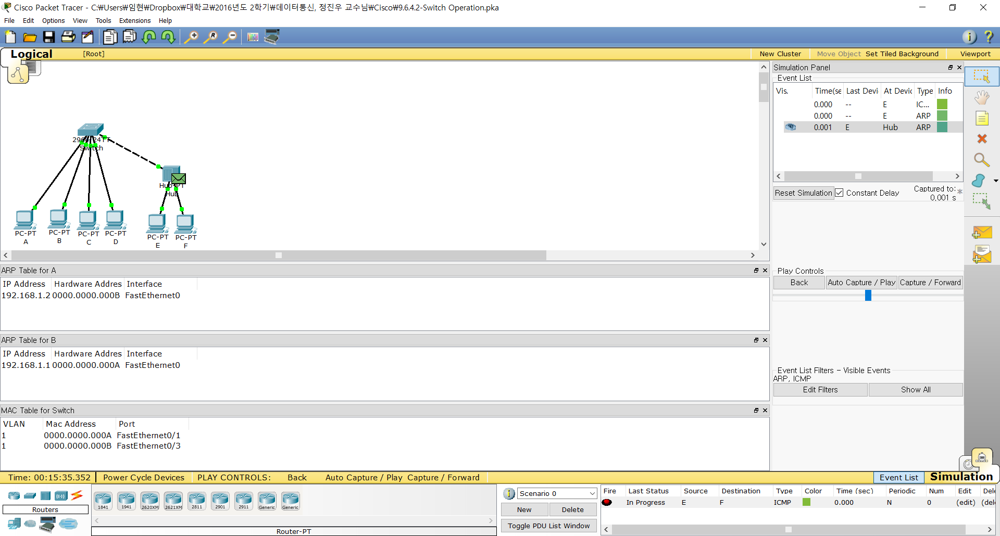 Cisco Packet Tracer - C:₩Users₩임현₩Dropbox₩대학교₩2016년도 2학기₩데이터통신, 정진우 교수님₩Cisco₩9.6.4.2-Switch Operation.pka
File Edit Options View Tools Extensions Help
Logical [Root] New Cluster Move Object Set Tiled Background Viewport
Simulation Panel
Event List
Vis. Time(se Last Devi At Devic Type Info
0.000 -- E IC...
0.000 -- E ARP
0.001 E Hub ARP
2960-24TT
Switch
Hub-PT
Hub
PC-PT
A
PC-PT
B
PC-PT
C
PC-PT
D
PC-PT
E
PC-PT
F
Reset Simulation Constant Delay Captured to:
0.001 s
Play Controls
Back Auto Capture / Play Capture / Forward
Event List Filters - Visible Events
ARP, ICMP
Edit Filters Show All
ARP Table for A
IP Address Hardware Addres Interface
192.168.1.2 0000.0000.000B FastEthernet0
ARP Table for B
IP Address Hardware Addres Interface
192.168.1.1 0000.0000.000A FastEthernet0
MAC Table for Switch
VLAN Mac Address Port
1 0000.0000.000A FastEthernet0/1
1 0000.0000.000B FastEthernet0/3
Time: 00:15:35.352 Power Cycle Devices PLAY CONTROLS: Back Auto Capture / Play Capture / Forward Event List Simulation
Routers
1841 1941 2620XM 2621XM 2811 2901 2911 Generic Generic
Router-PT
Scenario 0
New Delete
Toggle PDU List Window
Fire Last Status Source Destination Type Color Time (sec) Periodic Num Edit Dele
In Progress E F ICMP 0.000 N 0 (edit) (del